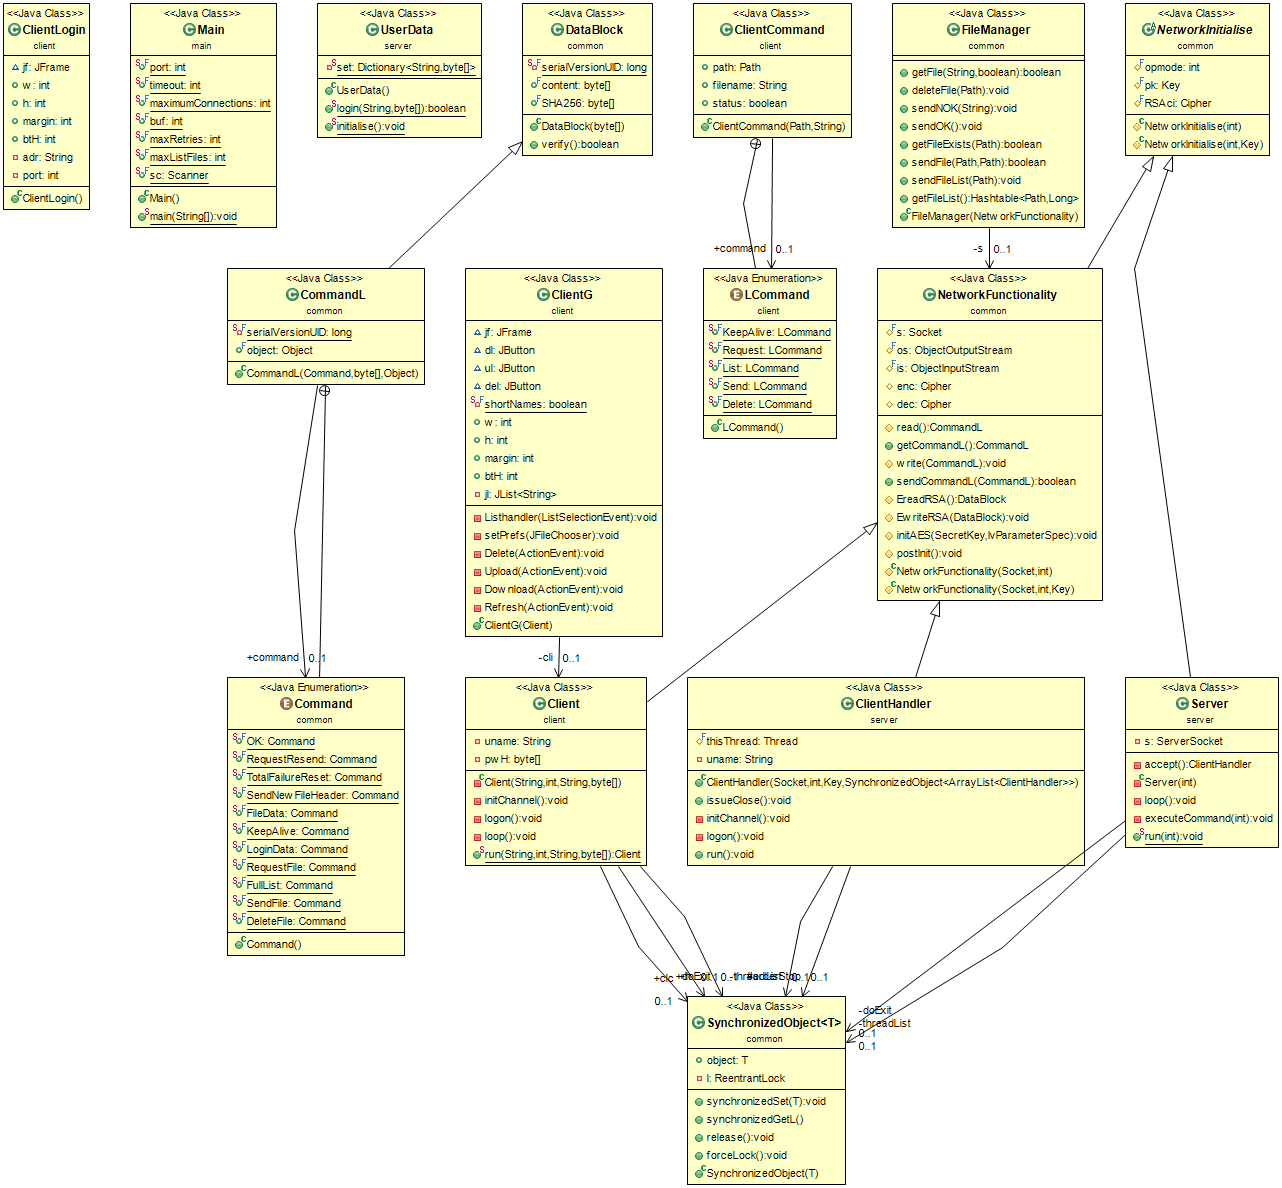 <<Java Class>>
ClientLogin
client
jf: JFrame
w: int
h: int
margin: int
btH: int
adr: String
port: int
ClientLogin()
<<Java Class>>
Main
main
port: int
timeout: int
maximumConnections: int
buf: int
maxRetries: int
maxListFiles: int
sc: Scanner
Main()
main(String[]):void
<<Java Class>>
UserData
server
set: Dictionary<String,byte[]>
UserData()
login(String,byte[]):boolean
initialise():void
<<Java Class>>
DataBlock
common
serialVersionUID: long
content: byte[]
SHA256: byte[]
DataBlock(byte[])
verify():boolean
<<Java Class>>
ClientCommand
client
path: Path
filename: String
status: boolean
ClientCommand(Path,String)
<<Java Class>>
FileManager
common
getFile(String,boolean):boolean
deleteFile(Path):void
sendNOK(String):void
sendOK():void
getFileExists(Path):boolean
sendFile(Path,Path):boolean
sendFileList(Path):void
getFileList():Hashtable<Path,Long>
FileManager(NetworkFunctionality)
<<Java Class>>
NetworkInitialise
common
opmode: int
pk: Key
RSAci: Cipher
NetworkInitialise(int)
NetworkInitialise(int,Key)
+command
0..1
-s
0..1
<<Java Class>>
CommandL
common
serialVersionUID: long
object: Object
CommandL(Command,byte[],Object)
<<Java Class>>
ClientG
client
jf: JFrame
dl: JButton
ul: JButton
del: JButton
shortNames: boolean
w: int
h: int
margin: int
btH: int
jl: JList<String>
Listhandler(ListSelectionEvent):void
setPrefs(JFileChooser):void
Delete(ActionEvent):void
Upload(ActionEvent):void
Download(ActionEvent):void
Refresh(ActionEvent):void
ClientG(Client)
<<Java Enumeration>>
LCommand
client
KeepAlive: LCommand
Request: LCommand
List: LCommand
Send: LCommand
Delete: LCommand
LCommand()
<<Java Class>>
NetworkFunctionality
common
s: Socket
os: ObjectOutputStream
is: ObjectInputStream
enc: Cipher
dec: Cipher
read():CommandL
getCommandL():CommandL
write(CommandL):void
sendCommandL(CommandL):boolean
EreadRSA():DataBlock
EwriteRSA(DataBlock):void
initAES(SecretKey,IvParameterSpec):void
postInit():void
NetworkFunctionality(Socket,int)
NetworkFunctionality(Socket,int,Key)
+command
0..1
-cli
0..1
<<Java Enumeration>>
Command
common
OK: Command
RequestResend: Command
TotalFailureReset: Command
SendNewFileHeader: Command
FileData: Command
KeepAlive: Command
LoginData: Command
RequestFile: Command
FullList: Command
SendFile: Command
DeleteFile: Command
Command()
<<Java Class>>
Client
client
uname: String
pwH: byte[]
Client(String,int,String,byte[])
initChannel():void
logon():void
loop():void
run(String,int,String,byte[]):Client
<<Java Class>>
ClientHandler
server
thisThread: Thread
uname: String
ClientHandler(Socket,int,Key,SynchronizedObject<ArrayList<ClientHandler>>)
issueClose():void
initChannel():void
logon():void
run():void
<<Java Class>>
Server
server
s: ServerSocket
accept():ClientHandler
Server(int)
loop():void
executeCommand(int):void
run(int):void
+clc
0..1
0..1
-doExit
-threadList
0..1
0..1
<<Java Class>>
SynchronizedObject<T>
common
object: T
l: ReentrantLock
synchronizedSet(T):void
synchronizedGetL()
release():void
forceLock():void
SynchronizedObject(T)